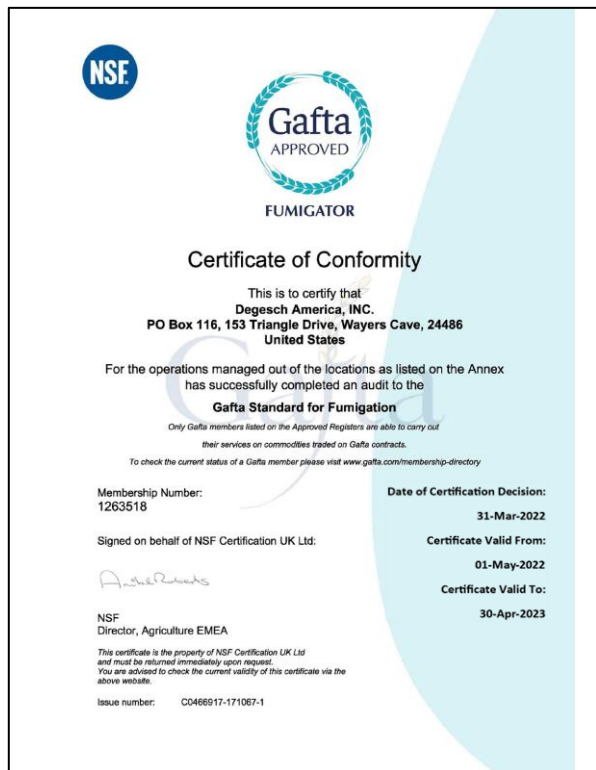 NSF.
Gafta
APPROVED
FUMIGATOR
Certificate of Conformity
This is to certify that
Degesch America, INC.
PO Box 116, 153 Triangle Drive, Wayers Cave, 24486
United States
Gafta
For the operations managed out of the locations as listed on the Annex
has successfully completed an audit to the
Gafta Standard for Fumigation
Only Gafta members listed on the Approved Registers are able to carry out
their services on commodities traded on Gafta contracts.
To check the current status of a Gafta member please visit www.gafta.com/membership-directory
Membership Number:
1263518
Signed on behalf of NSF Certification UK Ltd:
NSF
Director, Agriculture EMEA
This certificate is the property of NSF Certification UK Ltd
and must be returned immediately upon request.
You are advised to check the current validity of this certificate via the
above website.
Issue number: C0466917-171067-1
Date of Certification Decision:
31-Mar-2022
Certificate Valid From:
01-May-2022
Certificate Valid To:
30-Apr-2023